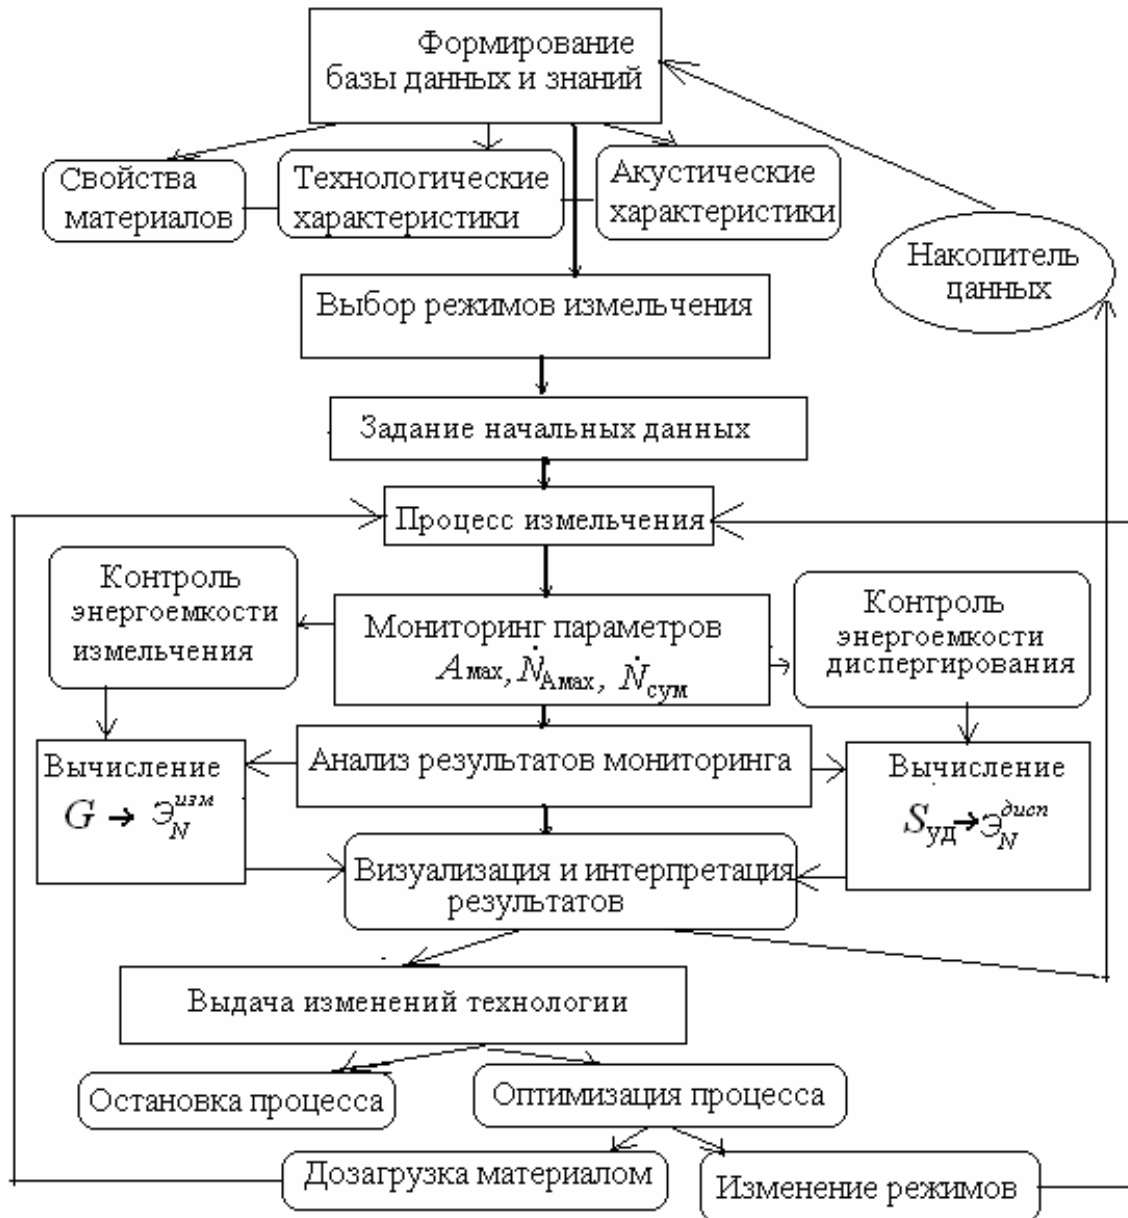 Формирование
базы данных и знаний
Свойства
материалов
Технологические
характеристики
Акустические
характеристики
Накопитель
данных
Выбор режимов измельчения
Задание начальных данных
Процесс измельчения
Контроль
энергоемкости
измельчения
Мониторинг параметров
Aмах, ṄАмах, Ṅсум
Контроль
энергоемкости
диспергирования
Вычисление
G → Э_N^изм
Анализ результатов мониторинга
Вычисление
Sуд→Э_N^дисп
Визуализация и интерпретация
результатов
Выдача изменений технологии
Остановка процесса
Оптимизация процесса
Дозагрузка материалом
Изменение режимов